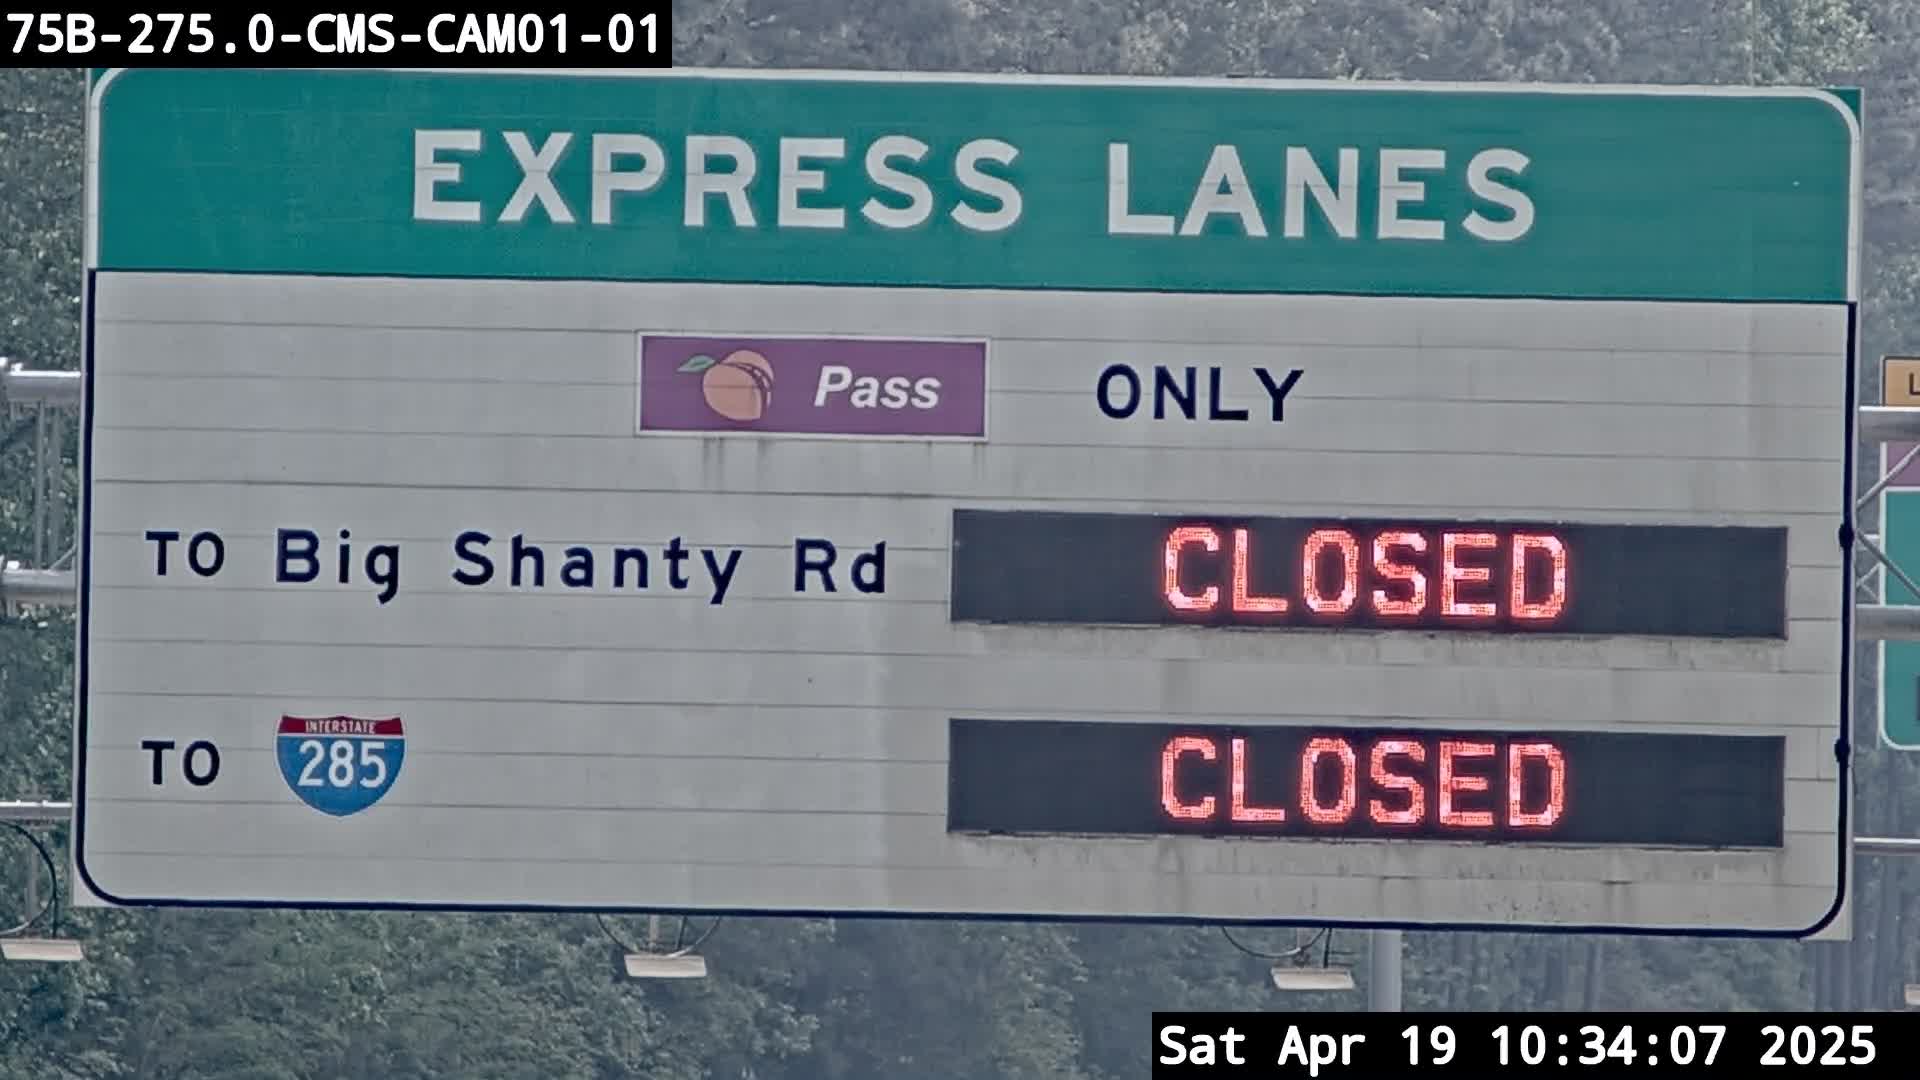 75B-275.0-CMS-CAM01-01
EXPRESS LANES
Pass ONLY
TO Big Shanty Rd CLOSED
TO INTERSTATE 285 CLOSED
Sat Apr 19 10:34:07 2025